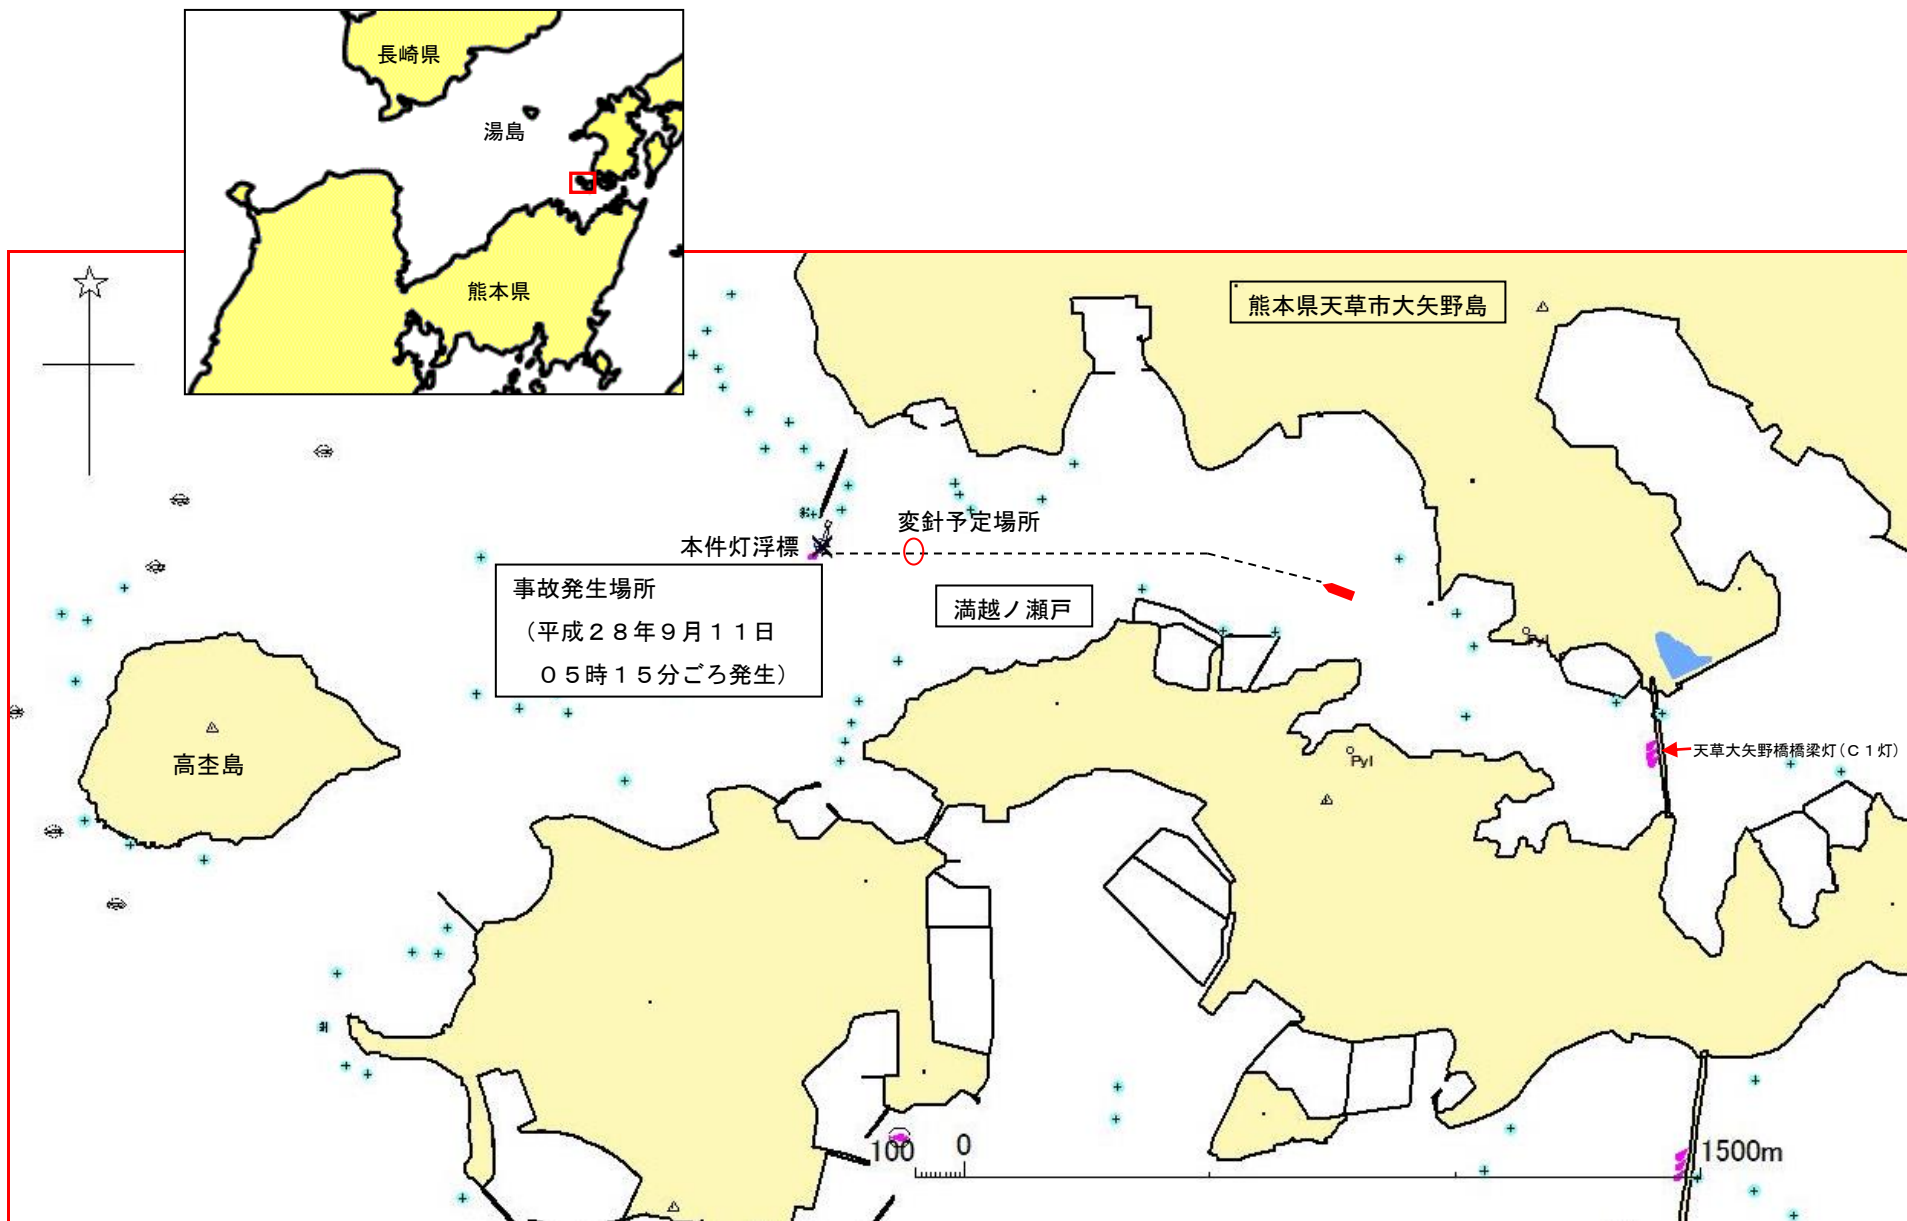 長崎県
湯島
熊本県
熊本県天草市大矢野島
変針予定場所
本件灯浮標
事故発生場所
（平成２８年９月１１日
０５時１５分ごろ発生）
満越ノ瀬戸
Pyl
高杢島
Pyl
天草大矢野橋橋梁灯（Ｃ１灯）
100 0 1500m